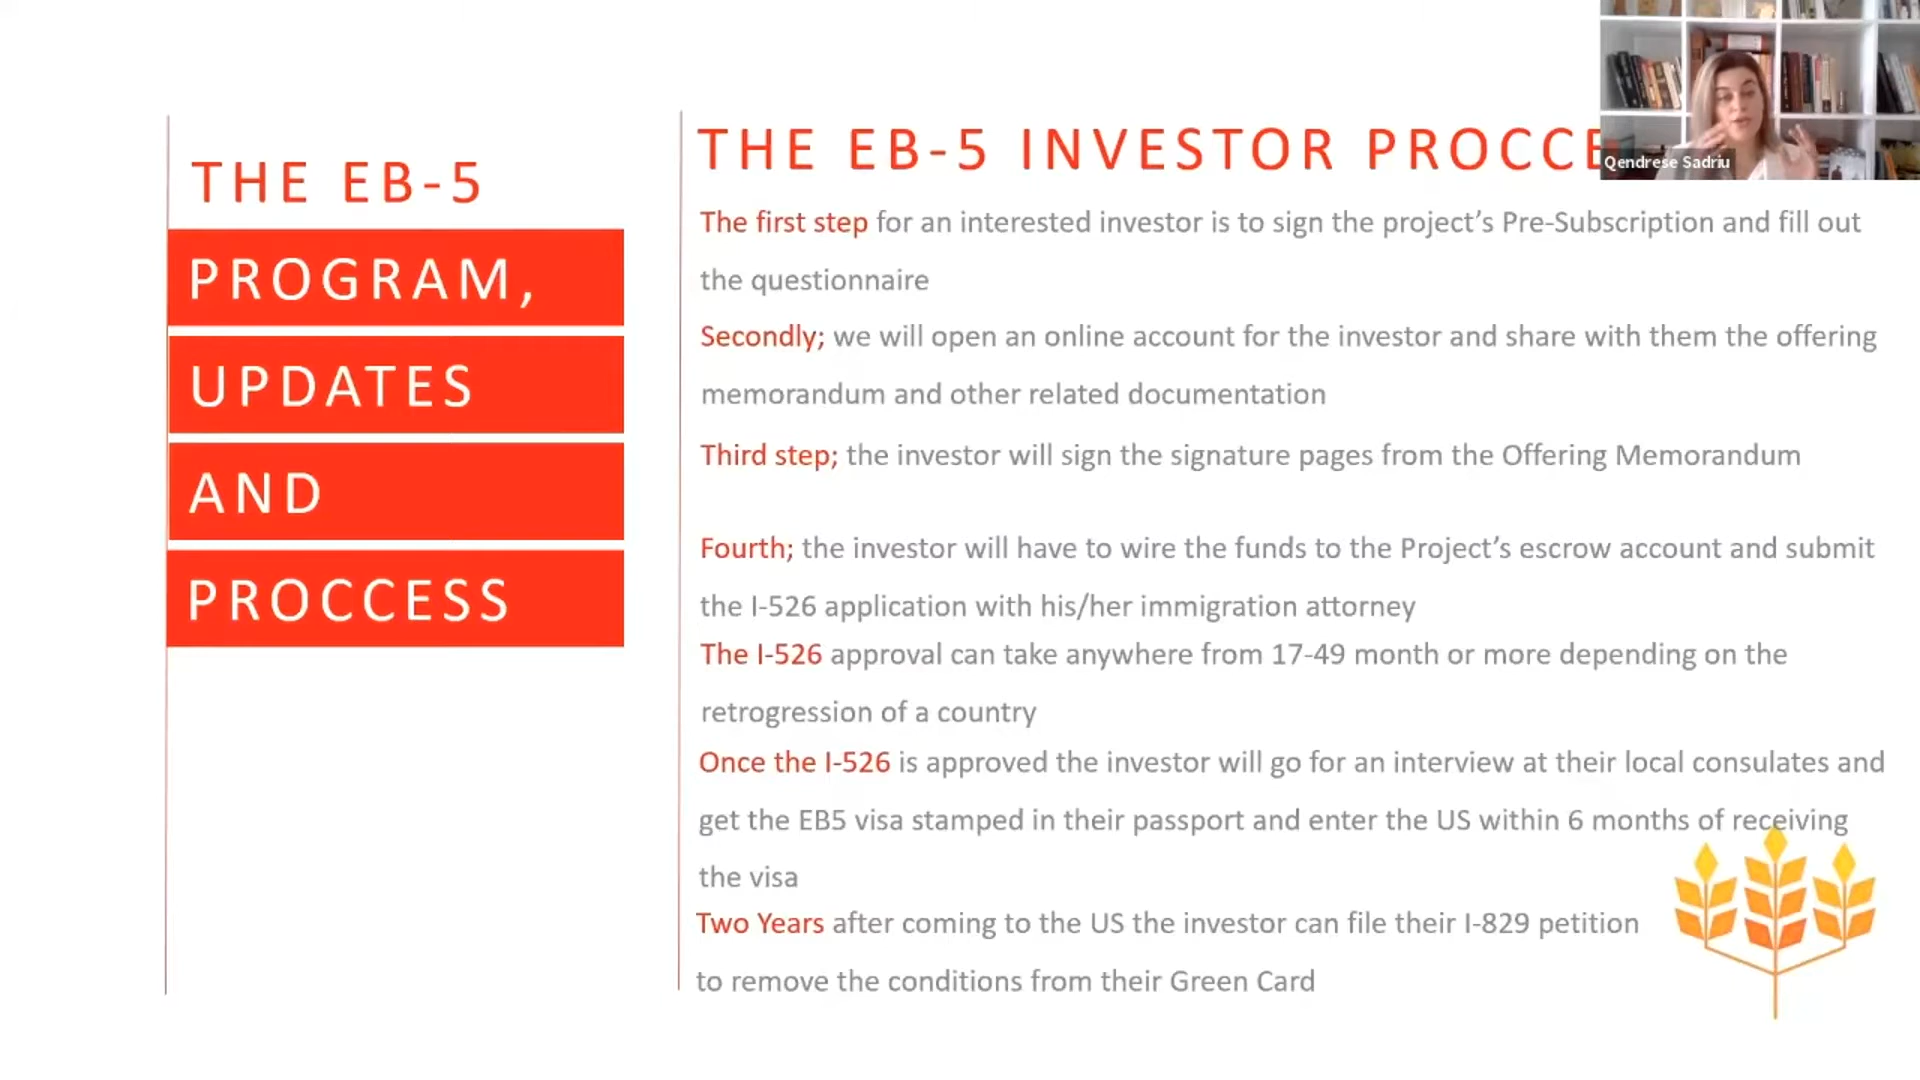 THE EB-5
PROGRAM,
UPDATES
AND
PROCCESS
THE EB-5 INVESTOR PROCCE
The first step for an interested investor is to sign the project’s Pre-Subscription and fill out
the questionnaire
Secondly; we will open an online account for the investor and share with them the offering
memorandum and other related documentation
Third step; the investor will sign the signature pages from the Offering Memorandum
Fourth; the investor will have to wire the funds to the Project’s escrow account and submit
the I-526 application with his/her immigration attorney
The I-526 approval can take anywhere from 17-49 month or more depending on the
retrogression of a country
Once the I-526 is approved the investor will go for an interview at their local consulates and
get the EB5 visa stamped in their passport and enter the US within 6 months of receiving
the visa
Two Years after coming to the US the investor can file their I-829 petition
to remove the conditions from their Green Card
Qendrese Sadriu